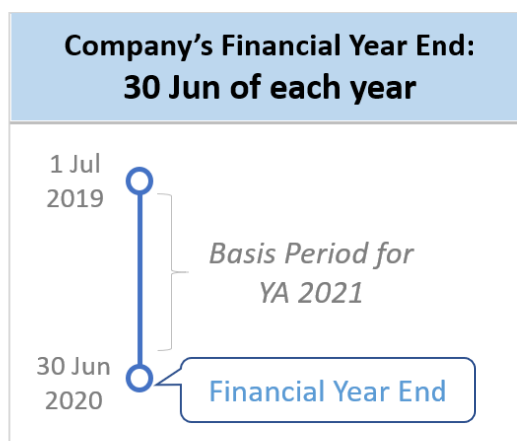 Company's Financial Year End:
30 Jun of each year
1 Jul
2019
Basis Period for
YA 2021
30 Jun
2020
Financial Year End